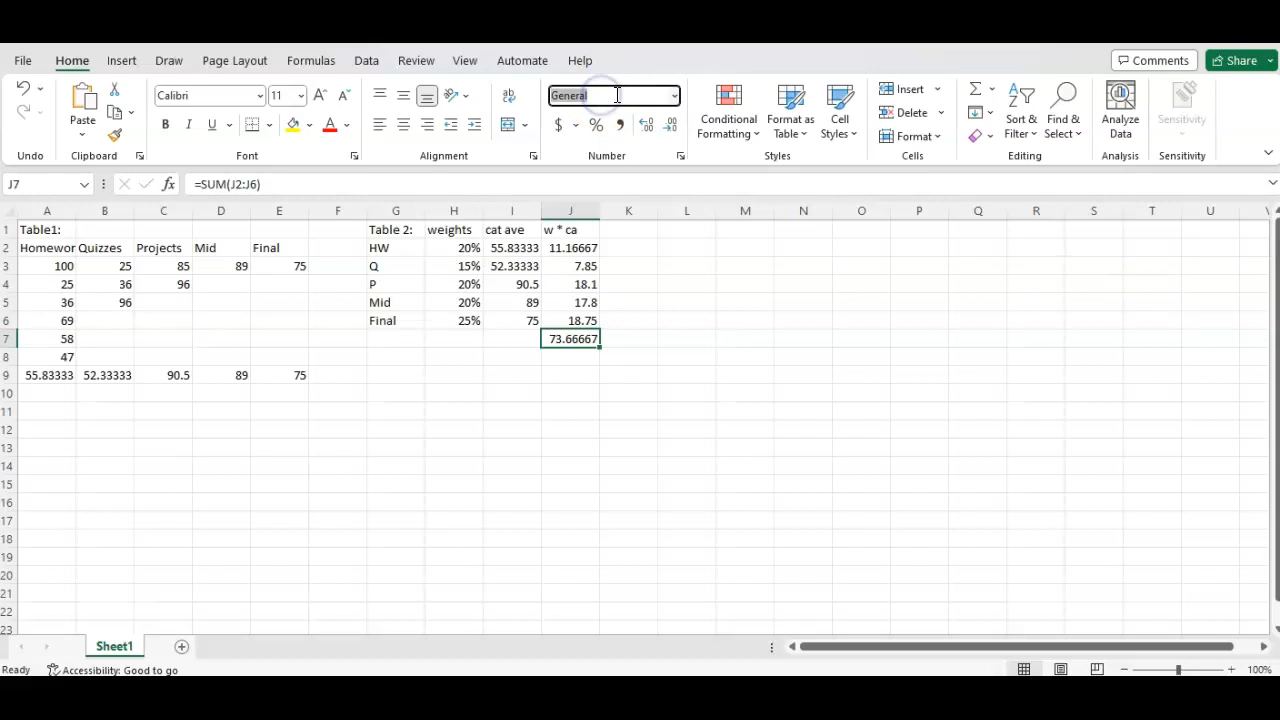 File Home Insert Draw Page Layout Formulas Data Review View Automate Help Comments Share
Calibri 11 General
Paste
Conditional Formatting Format as Table Cell Styles
Insert
Delete
Format
Sort & Filter Find & Select
Analyze Data
Sensitivity
Undo Clipboard Font Alignment Number Styles Cells Editing Analysis Sensitivity
J7 fx =SUM(J2:J6)
A B C D E F G H I J K L M N O P Q R S T U
1 Table1: Table 2: weights cat ave w * ca
2 Homewor Quizzes Projects Mid Final HW 20% 55.83333 11.16667
3 100 25 85 89 75 Q 15% 52.33333 7.85
4 25 36 96 P 20% 90.5 18.1
5 36 96 Mid 20% 89 17.8
6 69 Final 25% 75 18.75
7 58 73.66667
8 47
9 55.83333 52.33333 90.5 89 75
10
11
12
13
14
15
16
17
18
19
20
21
22
23
Sheet1
Ready Accessibility: Good to go 100%